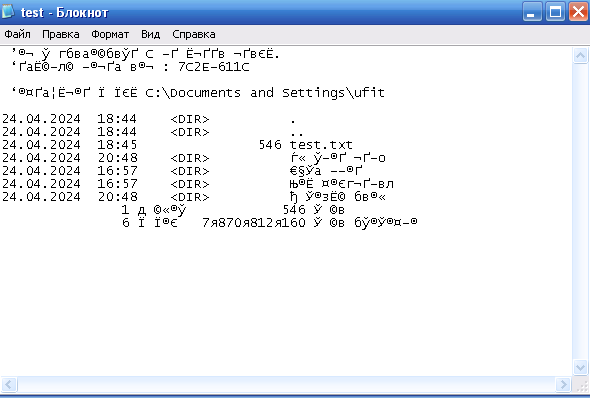 test - Блокнот
Файл Правка Формат Вид Справка
’®¬ ў гбва®©бвўҐ C -Ґ Ё¬ҐҐв ¬ҐвЄЁ.
‘ҐаЁ©-л© -®¬Ґа в®¬ : 7C2E-611C
‘®¤Ґа¦Ё¬®Ґ Ї ЇЄЁ C:\Documents and Settings\ufit
24.04.2024 18:44 <DIR> .
24.04.2024 18:44 <DIR> ..
24.04.2024 18:45 546 test.txt
24.04.2024 20:48 <DIR> ѓ« ў-®Ґ ¬Ґ-о
24.04.2024 16:57 <DIR> €§Ўа --®Ґ
24.04.2024 16:57 <DIR> Њ®Ё ¤®Єг¬Ґ-вл
24.04.2024 20:48 <DIR> ђ Ў®зЁ© бв®«
1 д ©«®ў 546 Ў ©в
6 Ї Ї®Є 7я870я812я160 Ў ©в бў®Ў®¤-®